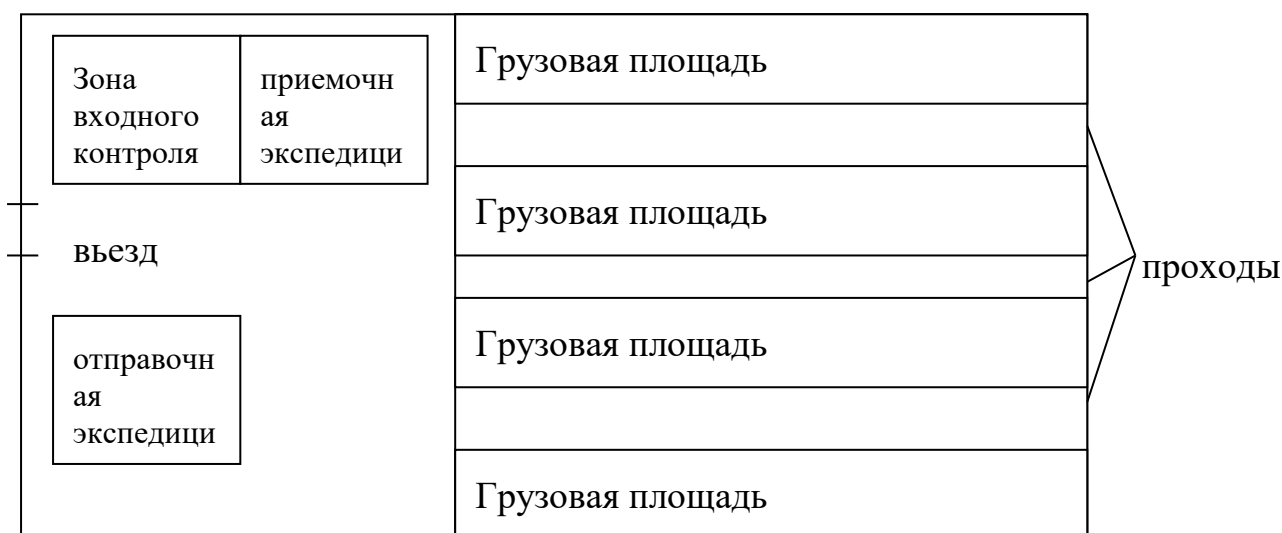 Зона
входного
контроля
приемочн
ая
экспедици
вьезд
отправочн
ая
экспедици
Грузовая площадь
Грузовая площадь
Грузовая площадь
Грузовая площадь
проходы